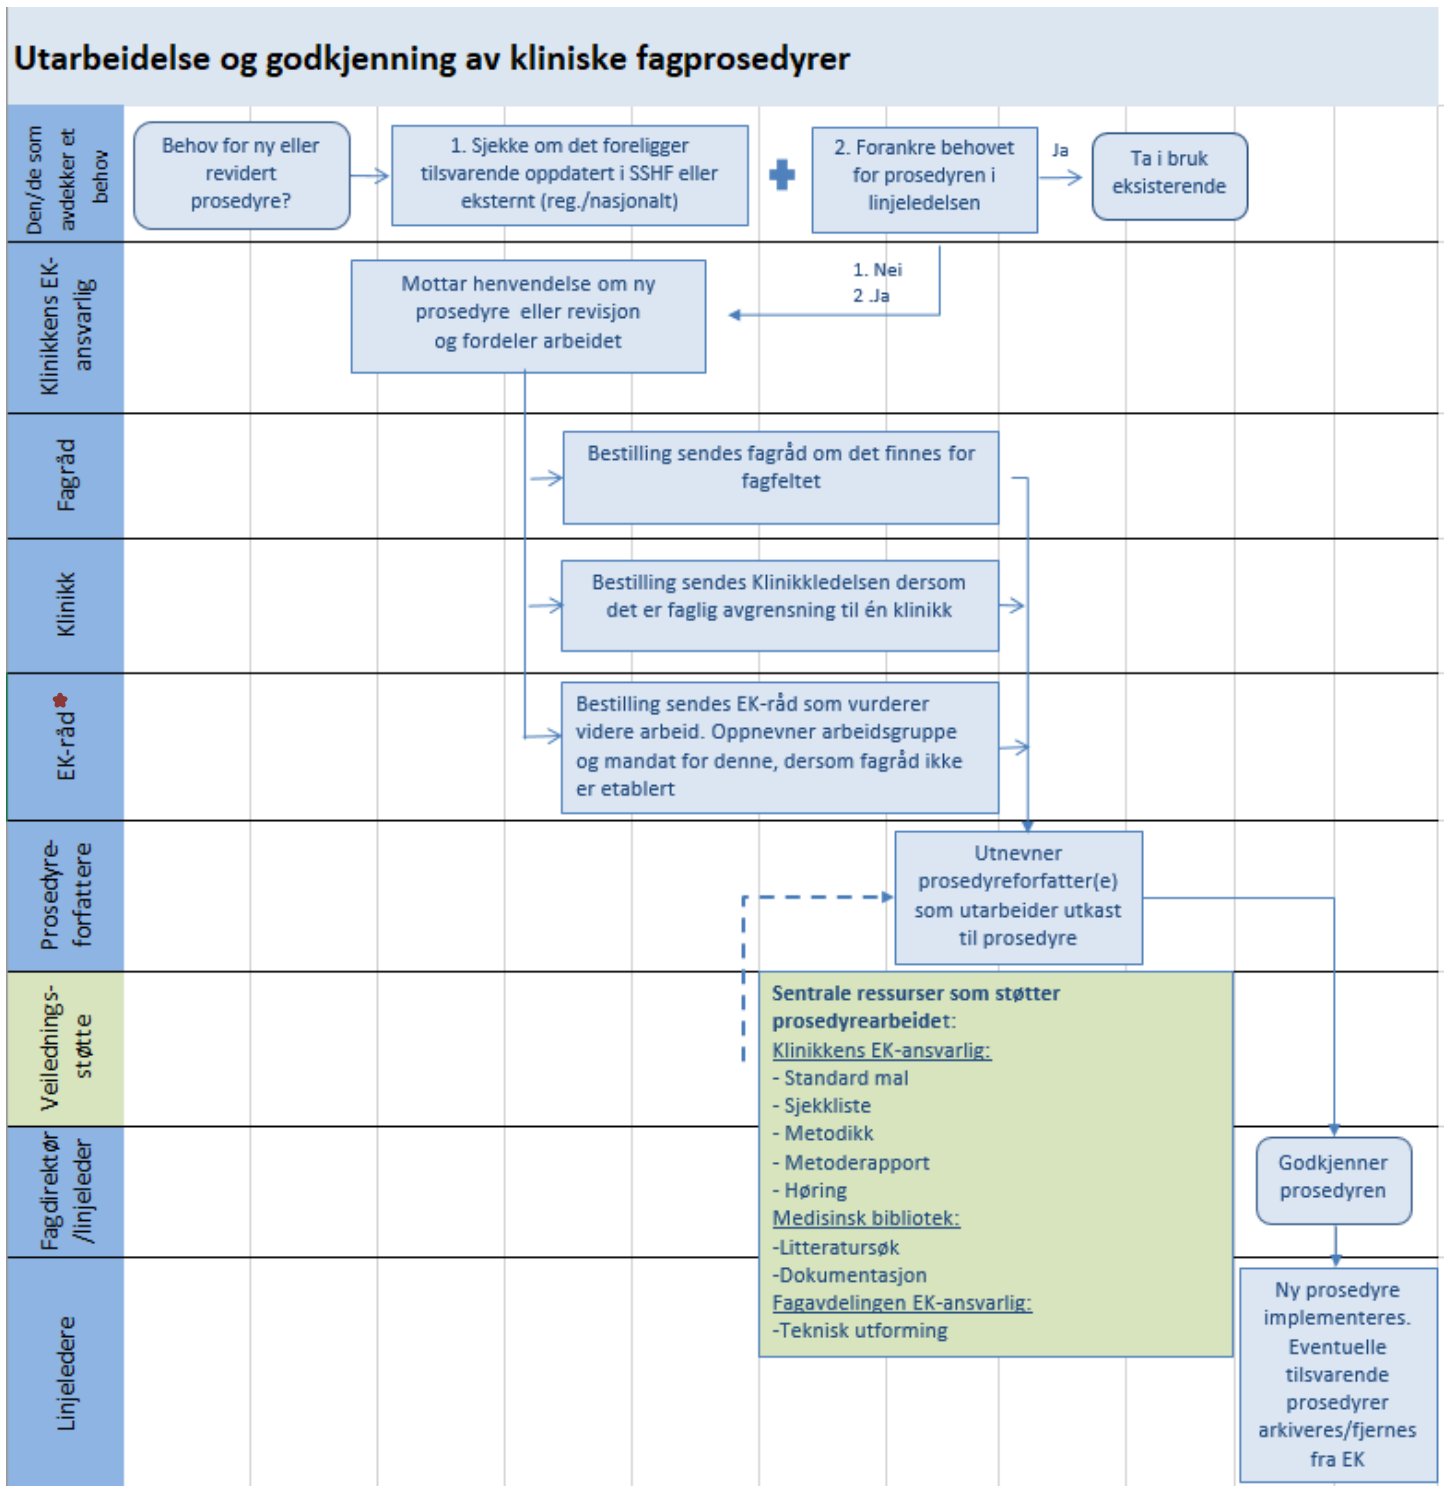 Utarbeidelse og godkjenning av kliniske fagprosedyrer
Den/de som
avdekker et
behov
Behov for ny eller
revidert
prosedyre?
1. Sjekke om det foreligger
tilsvarende oppdatert i SSHF eller
eksternt (reg./nasjonalt)
2. Forankre behovet
for prosedyren i
linjeledelsen
Ja
Ta i bruk
eksisterende
Klinikkens EK-
ansvarlig
Mottar henvendelse om ny
prosedyre eller revisjon
og fordeler arbeidet
1. Nei
2 .Ja
Fagråd
Bestilling sendes fagråd om det finnes for
fagfeltet
Klinikk
Bestilling sendes Klinikkledelsen dersom
det er faglig avgrensning til én klinikk
EK-råd
Bestilling sendes EK-råd som vurderer
videre arbeid. Oppnevner arbeidsgruppe
og mandat for denne, dersom fagråd ikke
er etablert
Prosedyre-
forfattere
Utnevner
prosedyreforfatter(e)
som utarbeider utkast
til prosedyre
Veilednings-
støtte
Sentrale ressurser som støtter
prosedyrearbeidet:
Klinikkens EK-ansvarlig:
- Standard mal
- Sjekkliste
- Metodikk
- Metoderapport
- Høring
Medisinsk bibliotek:
-Litteratursøk
-Dokumentasjon
Fagavdelingen EK-ansvarlig:
-Teknisk utforming
Fagdirektør
/linjeleder
Godkjenner
prosedyren
Linjeledere
Ny prosedyre
implementeres.
Eventuelle
tilsvarende
prosedyrer
arkiveres/fjernes
fra EK